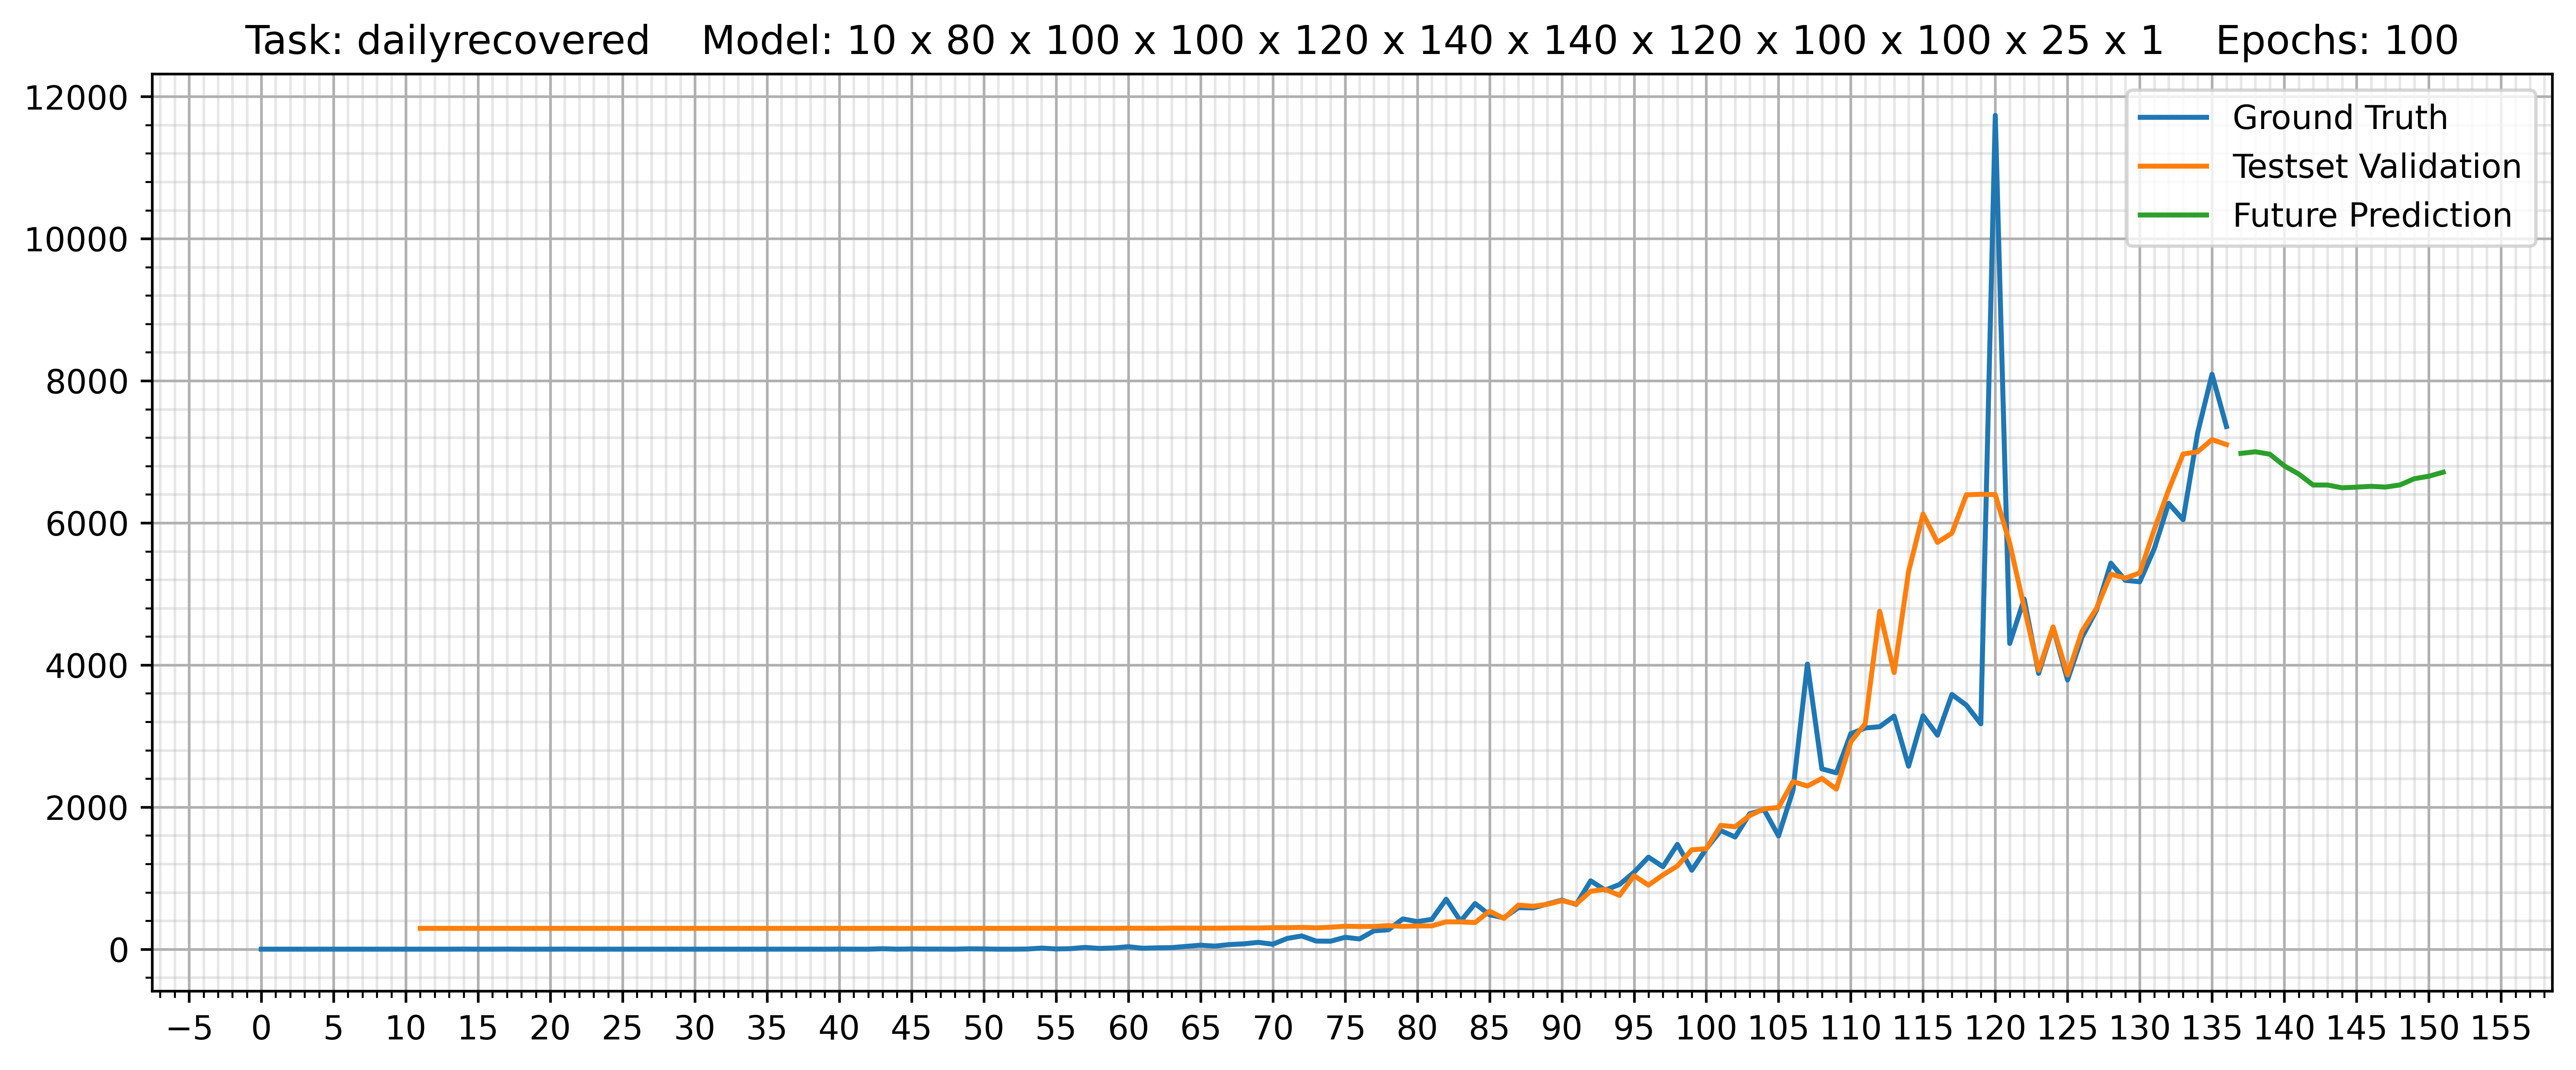 Task: dailyrecovered    Model: 10 x 80 x 100 x 100 x 120 x 140 x 140 x 120 x 100 x 100 x 25 x 1    Epochs: 100
12000
10000
8000
6000
4000
2000
0
Ground Truth
Testset Validation
Future Prediction
−5 0 5 10 15 20 25 30 35 40 45 50 55 60 65 70 75 80 85 90 95 100 105 110 115 120 125 130 135 140 145 150 155